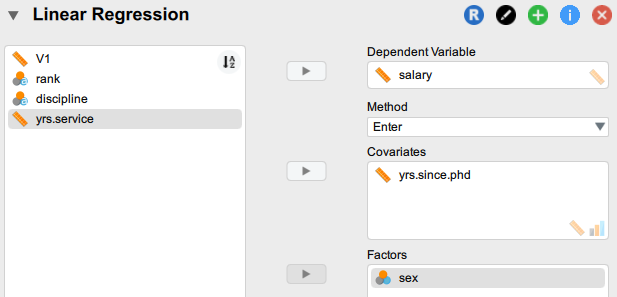 Linear Regression
R
i
V1
rank
discipline
yrs.service
A
Z
Dependent Variable
salary
Method
Enter
Covariates
yrs.since.phd
Factors
sex